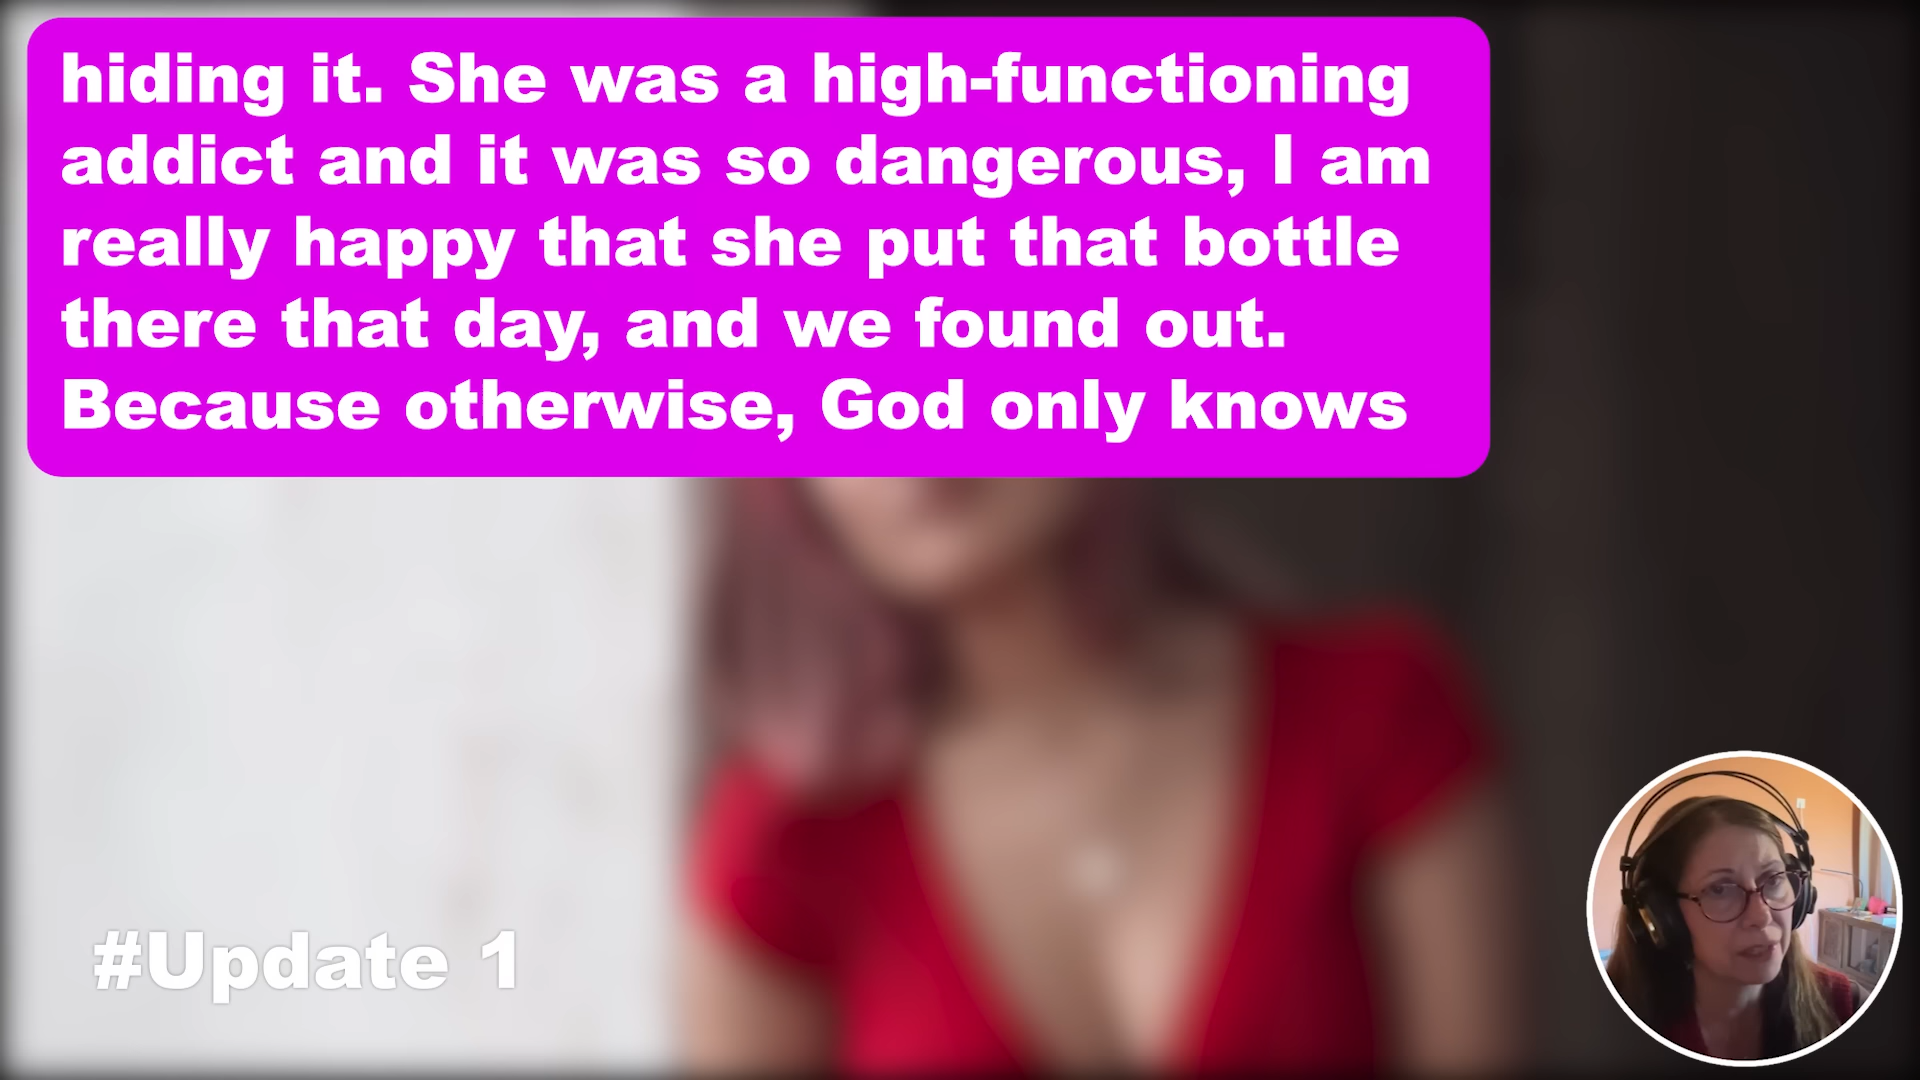 hiding it. She was a high-functioning
addict and it was so dangerous, I am
really happy that she put that bottle
there that day, and we found out.
Because otherwise, God only knows
#Update 1